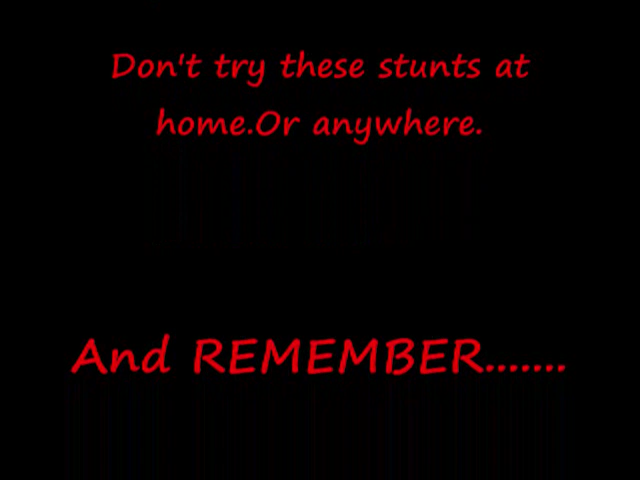 Don't try these stunts at
home.Or anywhere.
And REMEMBER.......